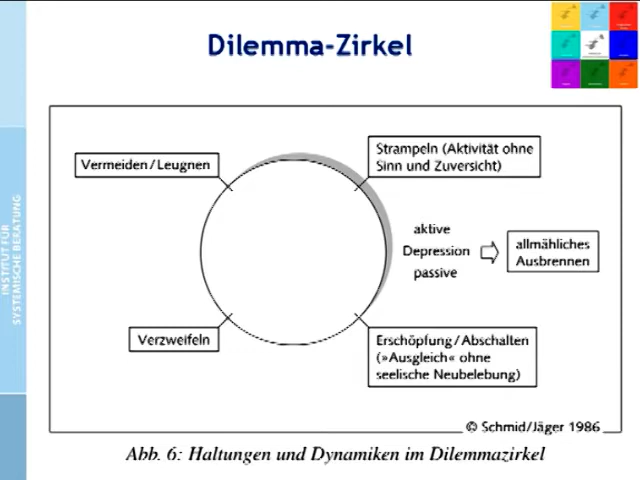 Dilemma-Zirkel
INSTITUT FÜR
SYSTEMISCHE BERATUNG
Vermeiden/Leugnen
Strampeln (Aktivität ohne
Sinn und Zuversicht)
aktive
Depression
passive
allmähliches
Ausbrennen
Verzweifeln
Erschöpfung/Abschalten
(»Ausgleich« ohne
seelische Neubelebung)
© Schmid/Jäger 1986
Abb. 6: Haltungen und Dynamiken im Dilemmazirkel